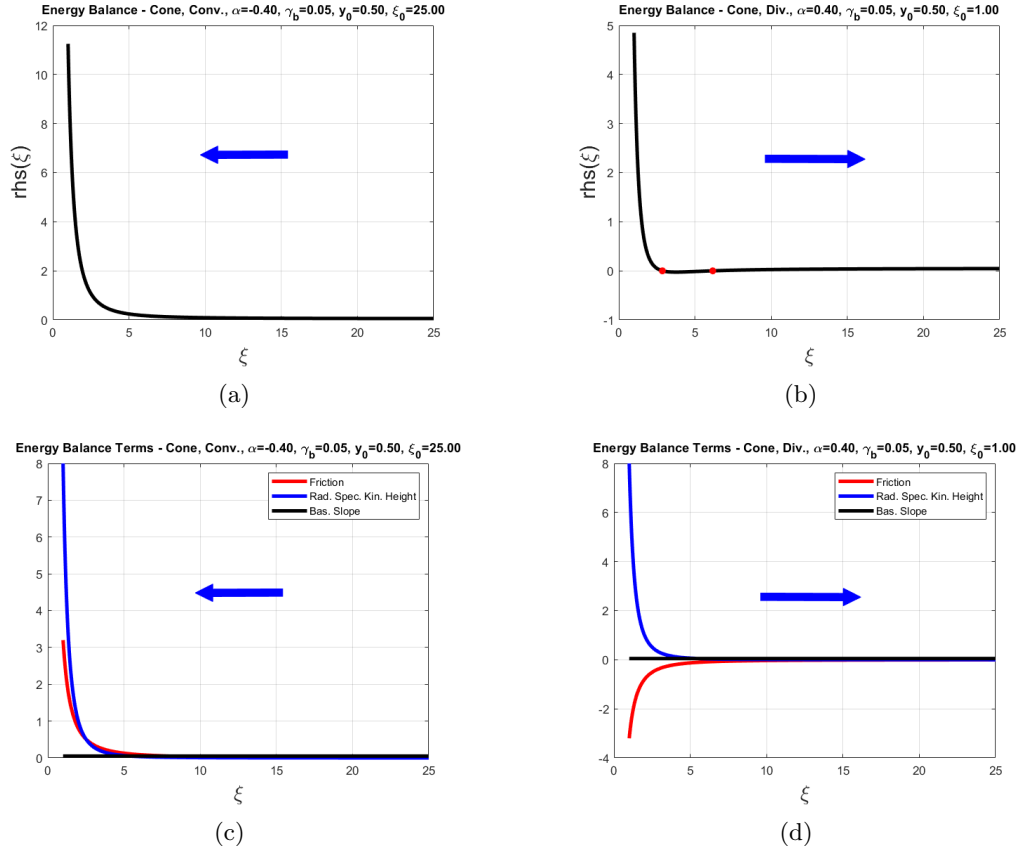 Energy Balance - Cone, Conv., α=-0.40, γb=0.05, y0=0.50, ξ0=25.00
12
10
8
6
4
2
0
rhs(ξ)
0 5 10 15 20 25
ξ
(a)
Energy Balance - Cone, Div., α=0.40, γb=0.05, y0=0.50, ξ0=1.00
5
4
3
2
1
0
-1
rhs(ξ)
0 5 10 15 20 25
ξ
(b)
Energy Balance Terms - Cone, Conv., α=-0.40, γb=0.05, y0=0.50, ξ0=25.00
8
7
6
5
4
3
2
1
0
Friction
Rad. Spec. Kin. Height
Bas. Slope
0 5 10 15 20 25
ξ
(c)
Energy Balance Terms - Cone, Div., α=0.40, γb=0.05, y0=0.50, ξ0=1.00
8
6
4
2
0
-2
-4
Friction
Rad. Spec. Kin. Height
Bas. Slope
0 5 10 15 20 25
ξ
(d)